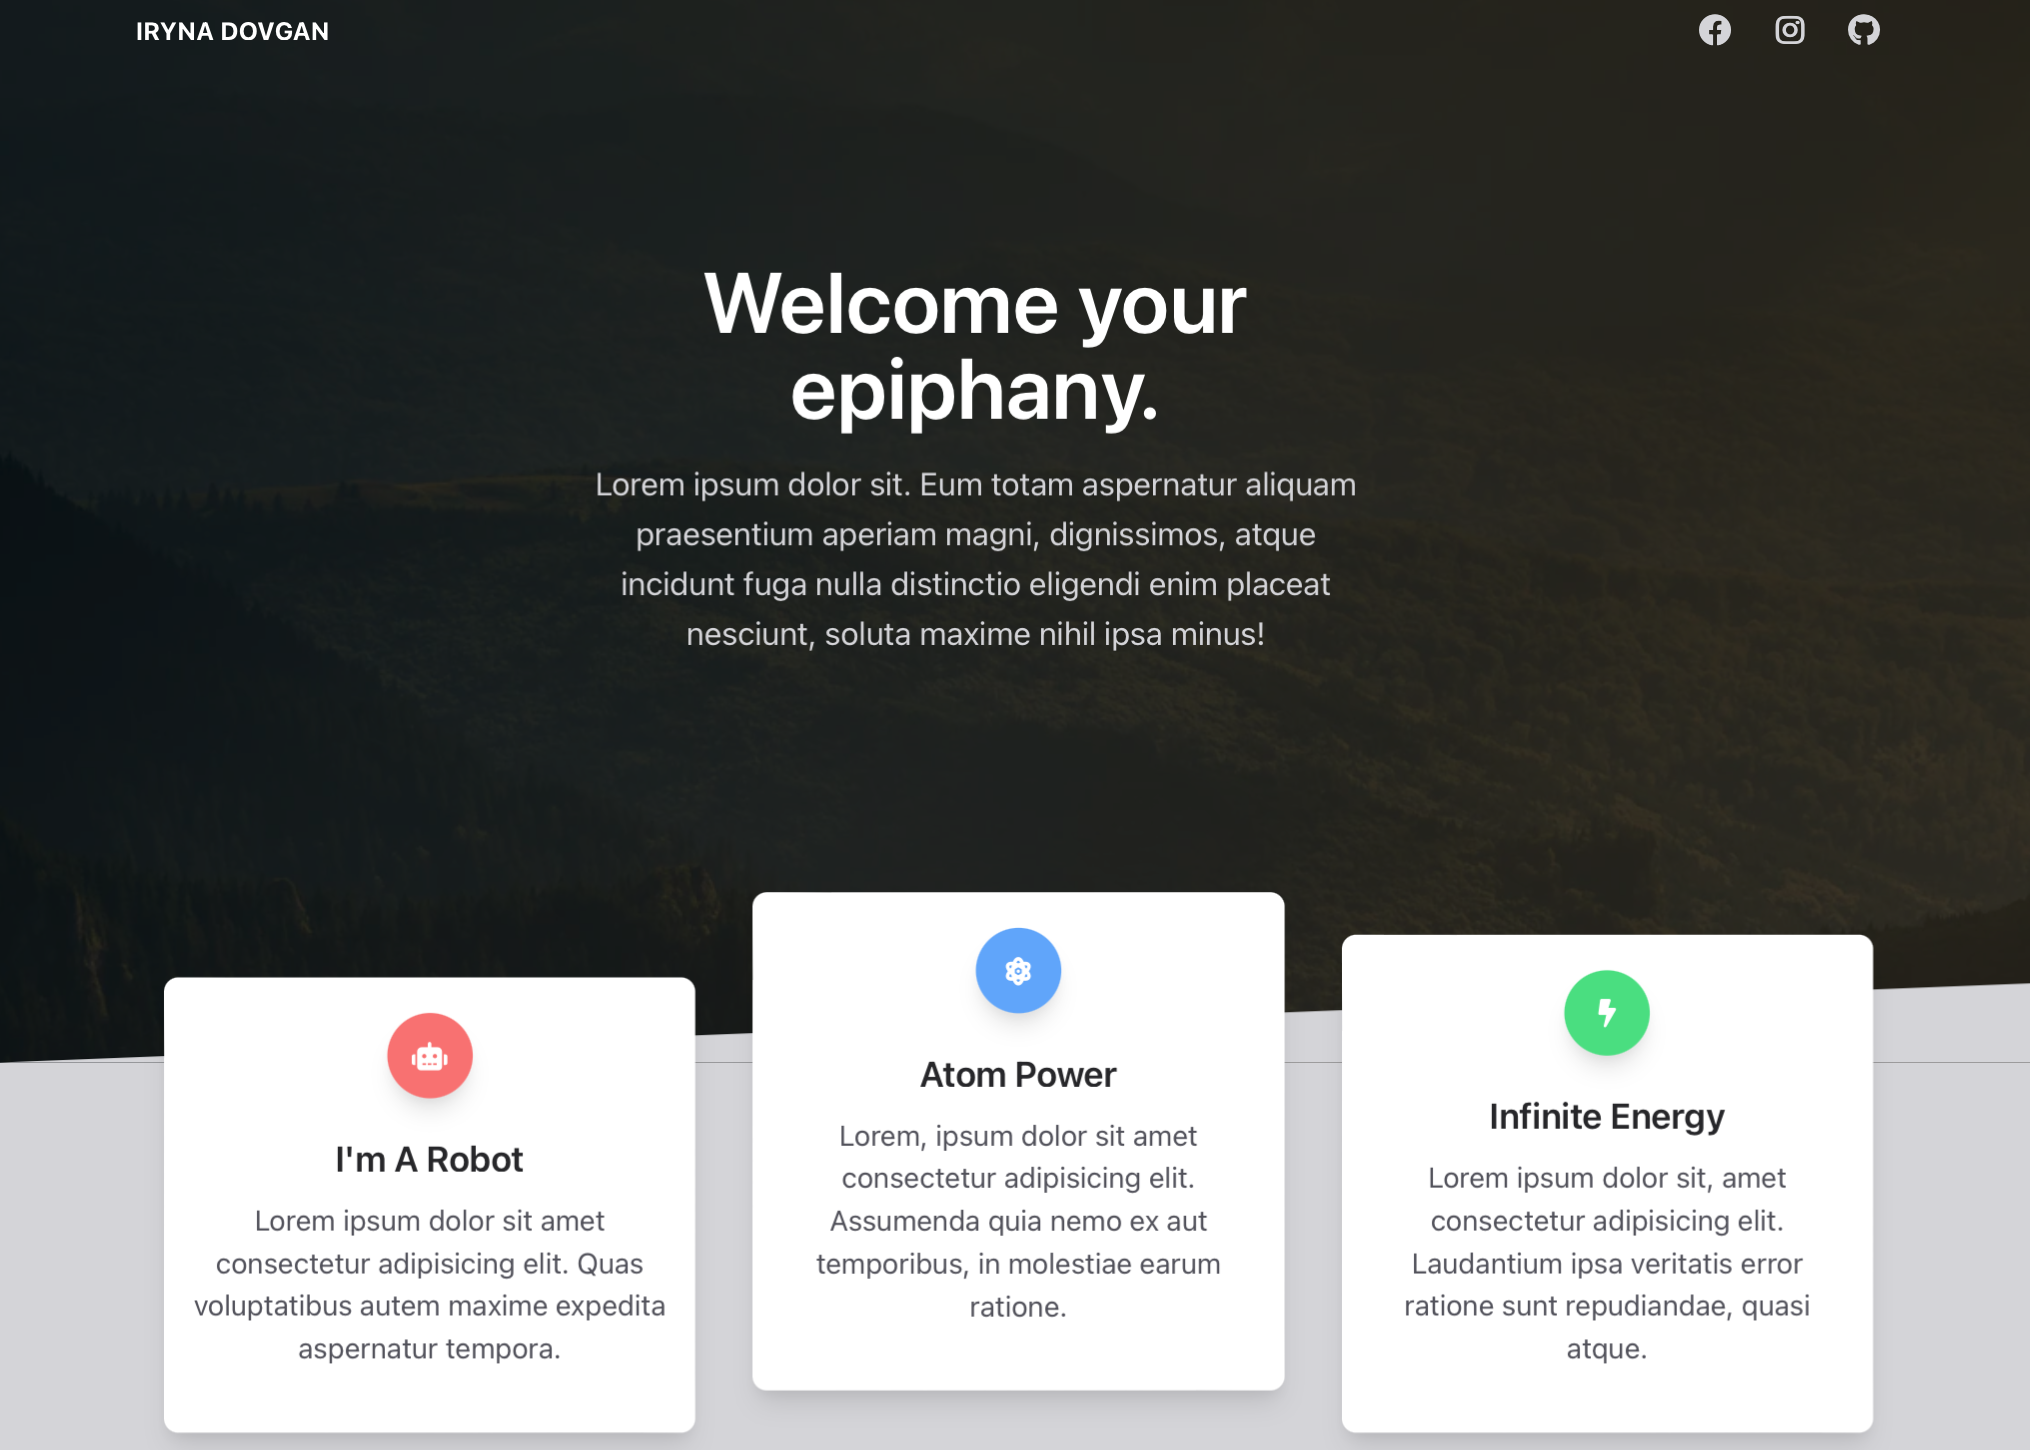 IRYNA DOVGAN
Welcome your
epiphany.
Lorem ipsum dolor sit. Eum totam aspernatur aliquam
praesentium aperiam magni, dignissimos, atque
incidunt fuga nulla distinctio eligendi enim placeat
nesciunt, soluta maxime nihil ipsa minus!
I'm A Robot
Lorem ipsum dolor sit amet
consectetur adipisicing elit. Quas
voluptatibus autem maxime expedita
aspernatur tempora.
Atom Power
Lorem, ipsum dolor sit amet
consectetur adipisicing elit.
Assumenda quia nemo ex aut
temporibus, in molestiae earum
ratione.
Infinite Energy
Lorem ipsum dolor sit, amet
consectetur adipisicing elit.
Laudantium ipsa veritatis error
ratione sunt repudiandae, quasi
atque.